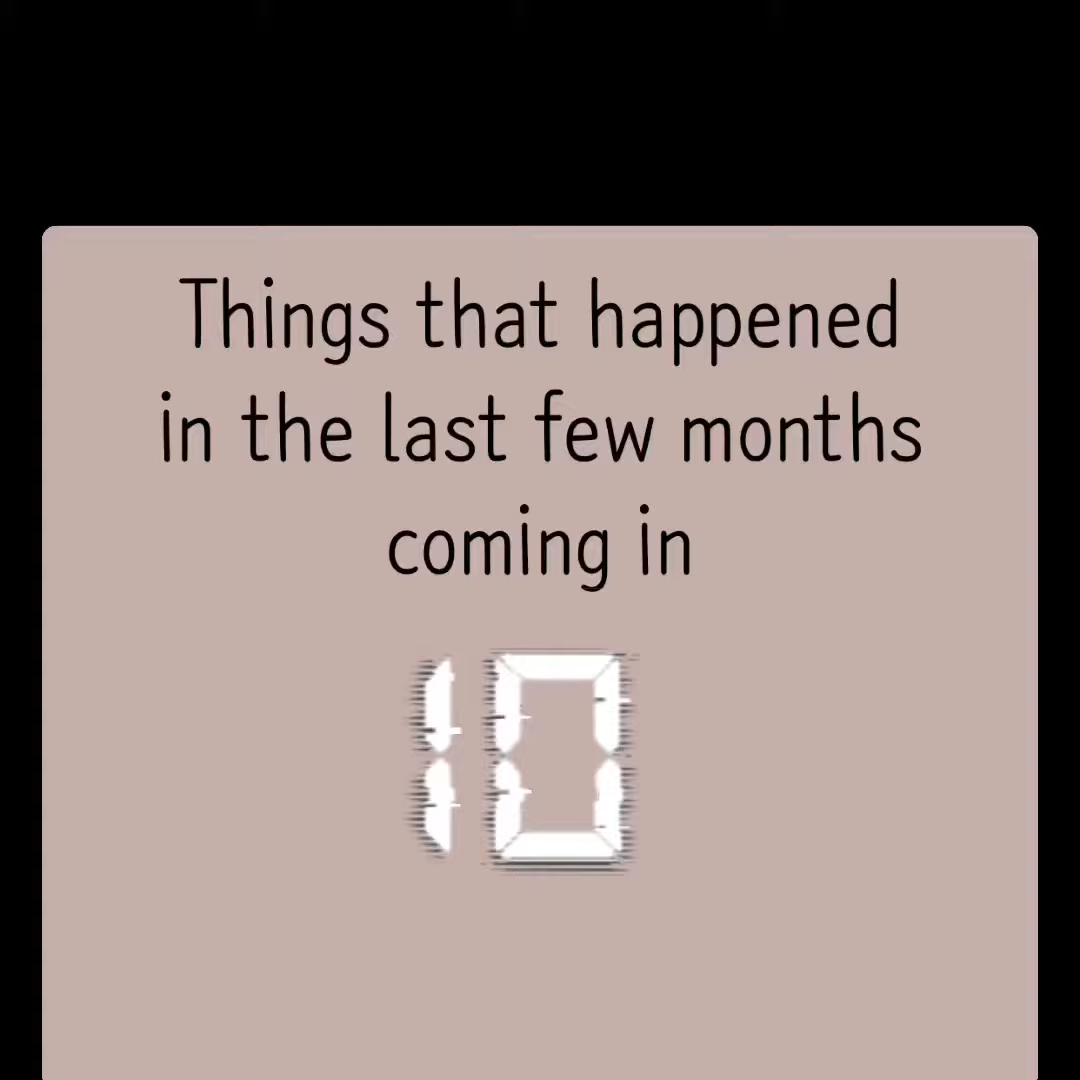 Things that happened
in the last few months
coming in
10